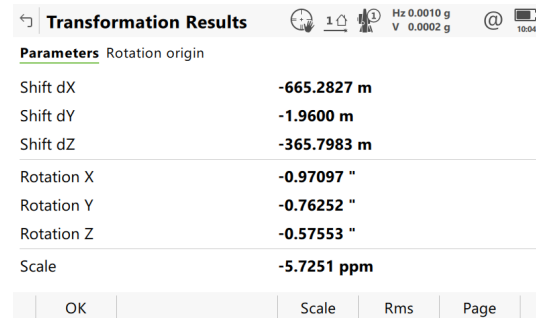 Transformation Results 1 1 Hz 0.0010 g
V 0.0002 g
@ 10:04
Parameters Rotation origin
Shift dX -665.2827 m
Shift dY -1.9600 m
Shift dZ -365.7983 m
Rotation X -0.97097 "
Rotation Y -0.76252 "
Rotation Z -0.57553 "
Scale -5.7251 ppm
OK Scale Rms Page